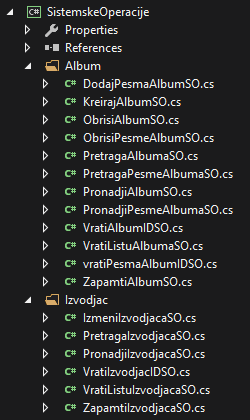 C# SistemskeOperacije
Properties
References
Album
C# DodajPesmaAlbumSO.cs
C# KreirajAlbumSO.cs
C# ObrisiAlbumSO.cs
C# ObrisiPesmeAlbumSO.cs
C# PretragaAlbumaSO.cs
C# PretragaPesmeAlbumaSO.cs
C# PronadjiAlbumSO.cs
C# PronadjiPesmeAlbumaSO.cs
C# VratiAlbumIDSO.cs
C# VratiListuAlbumaSO.cs
C# vratiPesmaAlbumIDSO.cs
C# ZapamtiAlbumSO.cs
Izvodjac
C# IzmeniIzvodjacaSO.cs
C# PretragaIzvodjacaSO.cs
C# PronadjiIzvodjacaSO.cs
C# VratiIzvodjacIDSO.cs
C# VratiListuIzvodjacaSO.cs
C# ZapamtiIzvodjacaSO.cs